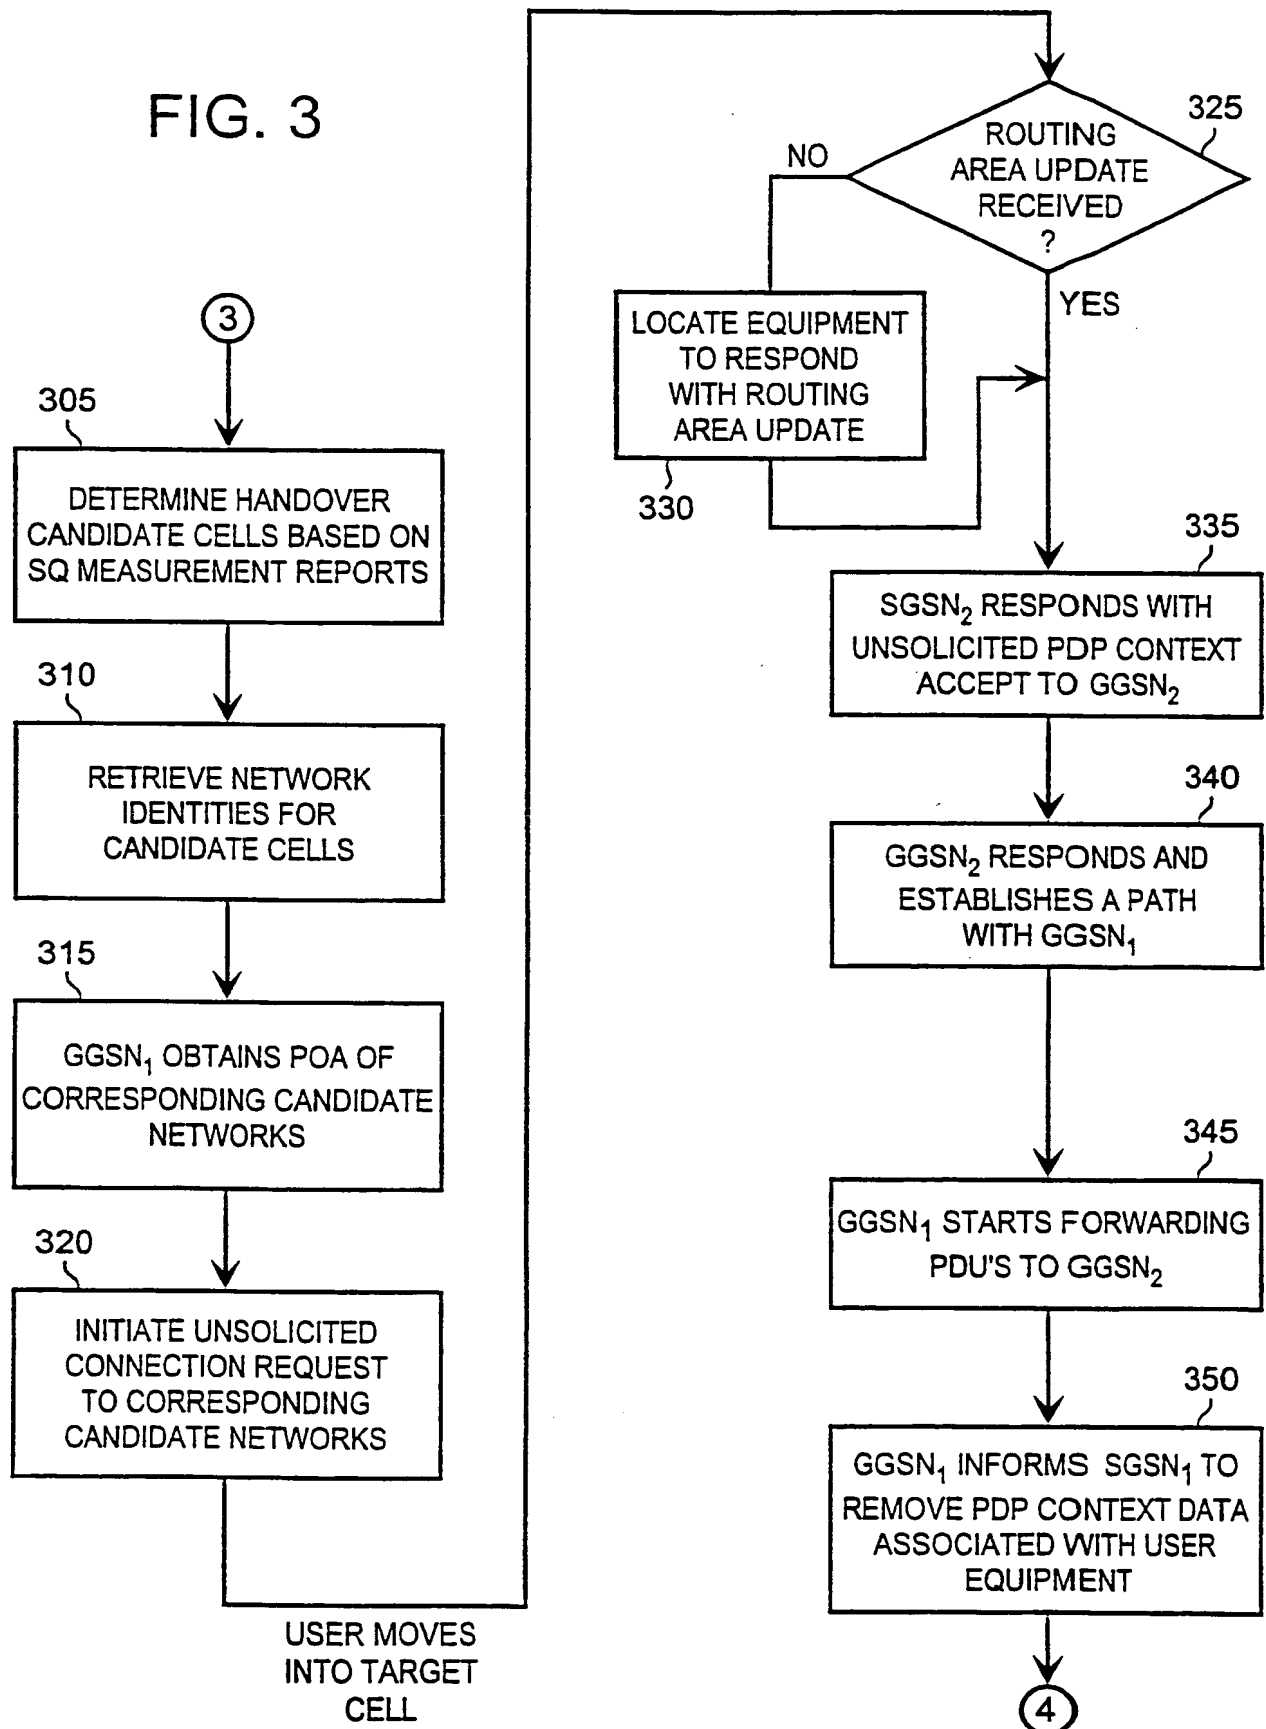 FIG. 3
3
305
DETERMINE HANDOVER
CANDIDATE CELLS BASED ON
SQ MEASUREMENT REPORTS
310
RETRIEVE NETWORK
IDENTITIES FOR
CANDIDATE CELLS
315
GGSN1 OBTAINS POA OF
CORRESPONDING CANDIDATE
NETWORKS
320
INITIATE UNSOLICITED
CONNECTION REQUEST
TO CORRESPONDING
CANDIDATE NETWORKS
USER MOVES
INTO TARGET
CELL
325
ROUTING
AREA UPDATE
RECEIVED
?
NO
YES
LOCATE EQUIPMENT
TO RESPOND
WITH ROUTING
AREA UPDATE
330
335
SGSN2 RESPONDS WITH
UNSOLICITED PDP CONTEXT
ACCEPT TO GGSN2
340
GGSN2 RESPONDS AND
ESTABLISHES A PATH
WITH GGSN1
345
GGSN1 STARTS FORWARDING
PDU'S TO GGSN2
350
GGSN1 INFORMS SGSN1 TO
REMOVE PDP CONTEXT DATA
ASSOCIATED WITH USER
EQUIPMENT
4